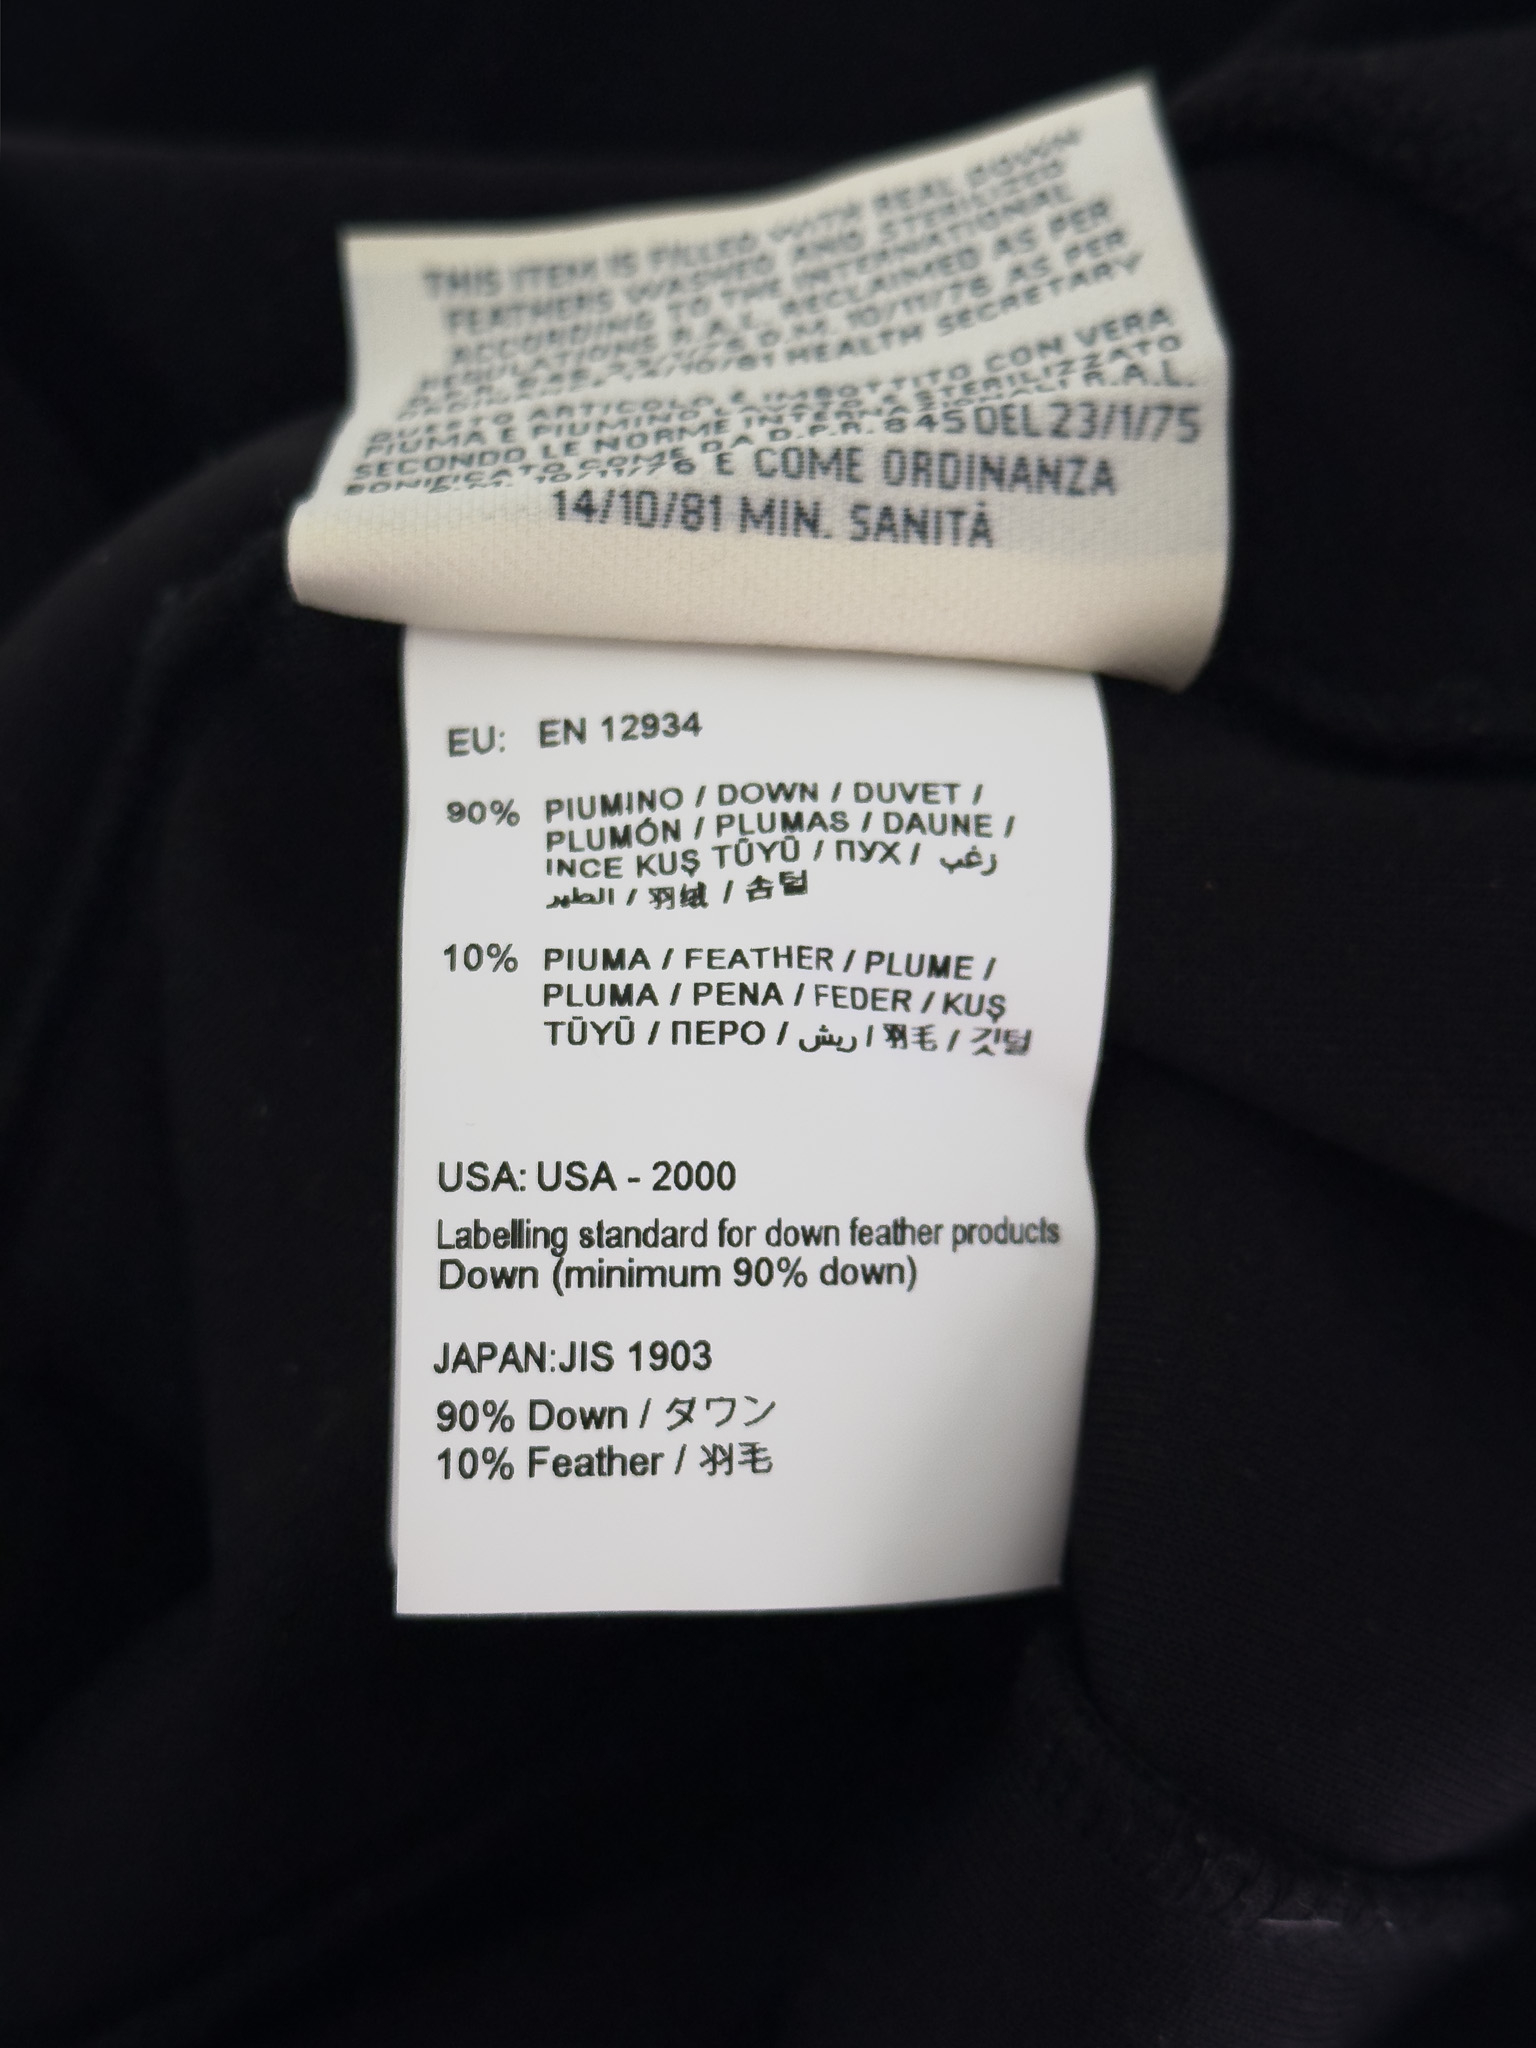 THIS ITEM IS FILLED WITH REAL DOWN
FEATHERS WASHED AND STERILIZED
ACCORDING TO THE INTERNATIONAL
REGULATIONS R.A.L. RECLAIMED AS PER
D.P.R. 845, 23/1/75 D.M. 10/11/76 AS PER
ORDINANCE 14/10/81 HEALTH SECRETARY
QUESTO ARTICOLO È IMBOTTITO CON VERA
PIUMA E PIUMINO LAVATO E STERILIZZATO
SECONDO LE NORME INTERNAZIONALI R.A.L.
BONIFICATO COME DA D.P.R. 845 DEL 23/1/75
D.M. 10/11/76 E COME ORDINANZA
14/10/81 MIN. SANITÀ
EU: EN 12934
90% PIUMINO / DOWN / DUVET /
PLUMÓN / PLUMAS / DAUNE /
INCE KUŞ TŪYŪ / ПУХ / رغب
الطير / 羽绒 / 솜털
10% PIUMA / FEATHER / PLUME /
PLUMA / PENA / FEDER / KUŞ
TŪYŪ / ПЕРО / ريش / 羽毛 / 깃털
USA: USA - 2000
Labelling standard for down feather products
Down (minimum 90% down)
JAPAN:JIS 1903
90% Down / ダウン
10% Feather / 羽毛